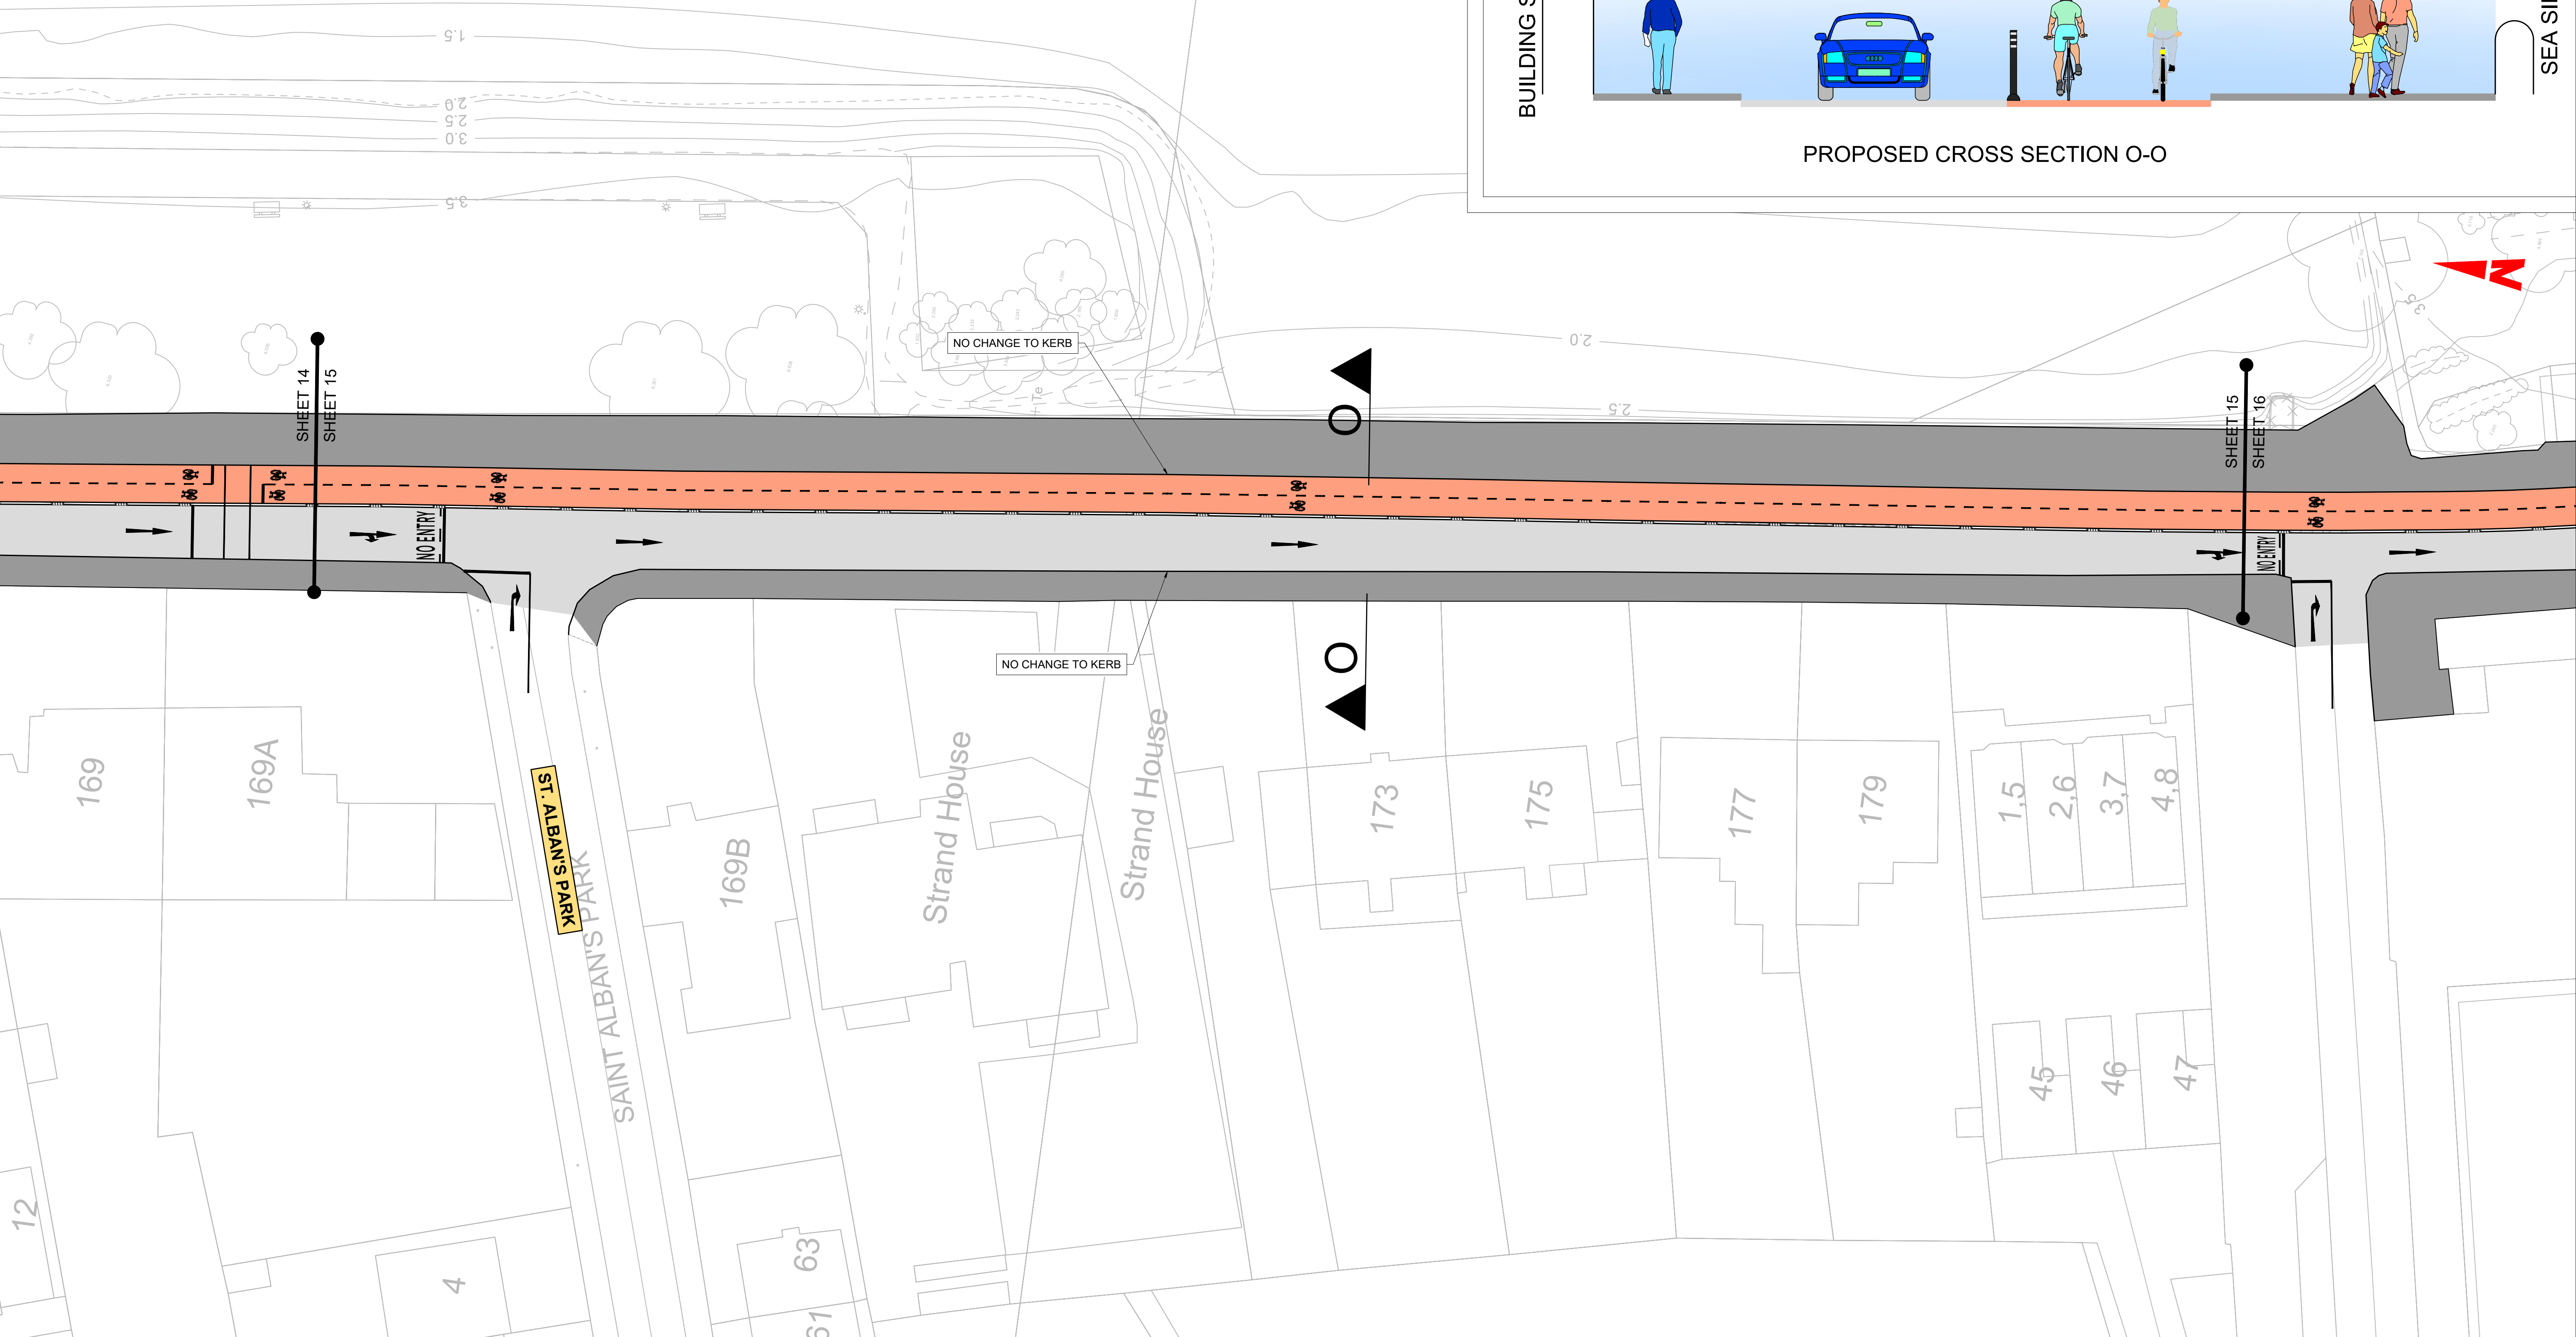 BUILDING S
SEA SI
PROPOSED CROSS SECTION O-O
1.5
2.0
2.5
3.0
3.5
N
3.5
NO CHANGE TO KERB
2.0
2.5
SHEET 14
SHEET 15
SHEET 15
SHEET 16
O
NO ENTRY
NO ENTRY
O
NO CHANGE TO KERB
ST. ALBAN'S PARK
SAINT ALBAN'S PARK
169
169A
169B
Strand House
Strand House
173
175
177
179
1,5
2,6
3,7
4,8
45
46
47
12
4
63
61